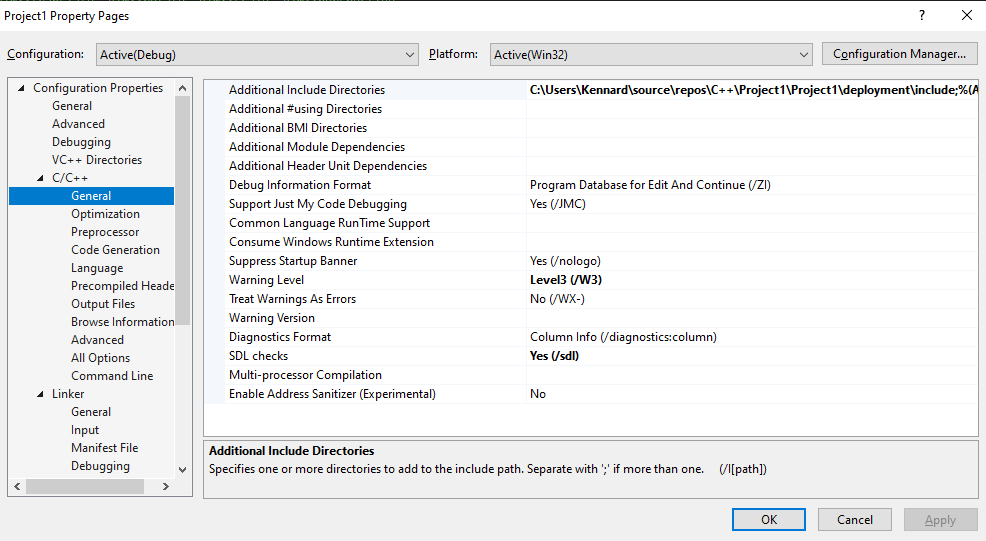 Project1 Property Pages
?
Configuration: Active(Debug) Platform: Active(Win32) Configuration Manager...
Configuration Properties
General
Advanced
Debugging
VC++ Directories
C/C++
General
Optimization
Preprocessor
Code Generation
Language
Precompiled Heade
Output Files
Browse Information
Advanced
All Options
Command Line
Linker
General
Input
Manifest File
Debugging
Additional Include Directories C:\Users\Kennard\source\repos\C++\Project1\Project1\deployment\include;%(A
Additional #using Directories
Additional BMI Directories
Additional Module Dependencies
Additional Header Unit Dependencies
Debug Information Format Program Database for Edit And Continue (/ZI)
Support Just My Code Debugging Yes (/JMC)
Common Language RunTime Support
Consume Windows Runtime Extension
Suppress Startup Banner Yes (/nologo)
Warning Level Level3 (/W3)
Treat Warnings As Errors No (/WX-)
Warning Version
Diagnostics Format Column Info (/diagnostics:column)
SDL checks Yes (/sdl)
Multi-processor Compilation
Enable Address Sanitizer (Experimental) No
Additional Include Directories
Specifies one or more directories to add to the include path. Separate with ';' if more than one. (/I[path])
OK Cancel Apply